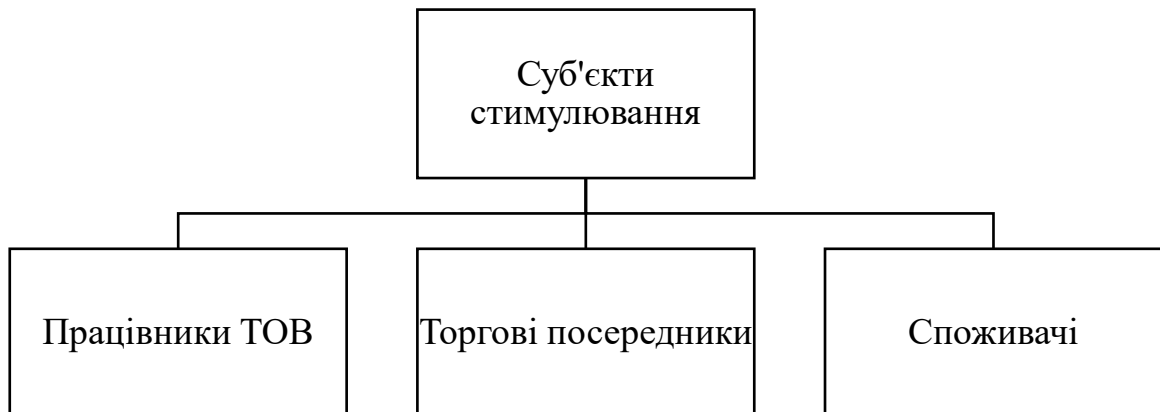 Суб'єкти
стимулювання
Працівники ТОВ
Торгові посередники
Споживачі